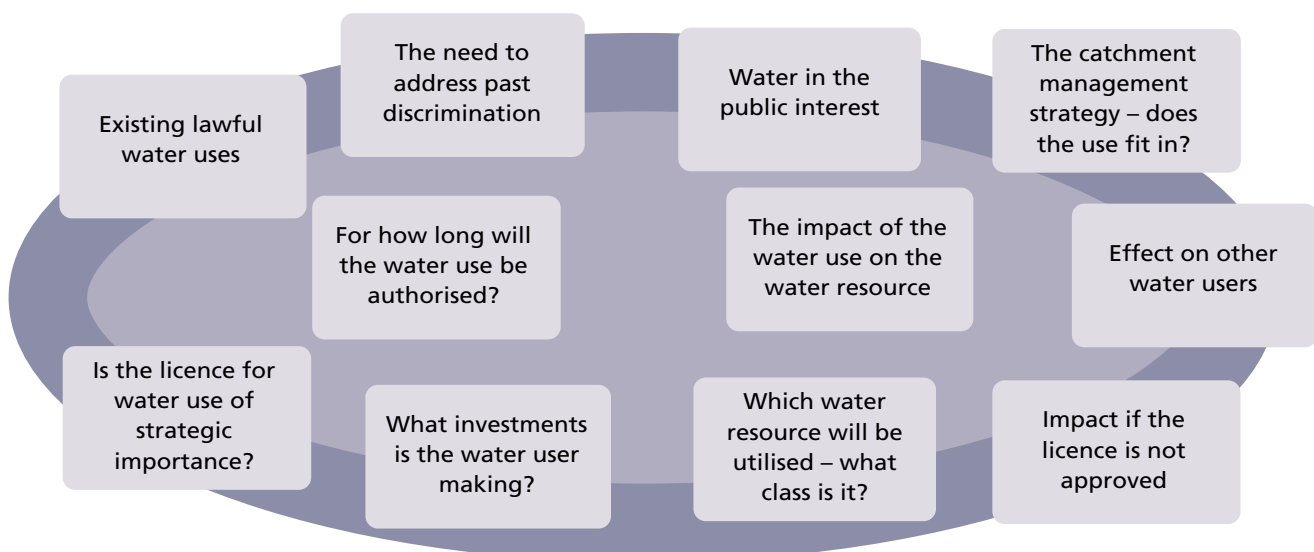 Existing lawful
water uses
The need to
address past
discrimination
Water in the
public interest
The catchment
management
strategy – does
the use fit in?
For how long will
the water use be
authorised?
The impact of the
water use on the
water resource
Effect on other
water users
Is the licence for
water use of
strategic
importance?
What investments
is the water user
making?
Which water
resource will be
utilised – what
class is it?
Impact if the
licence is not
approved